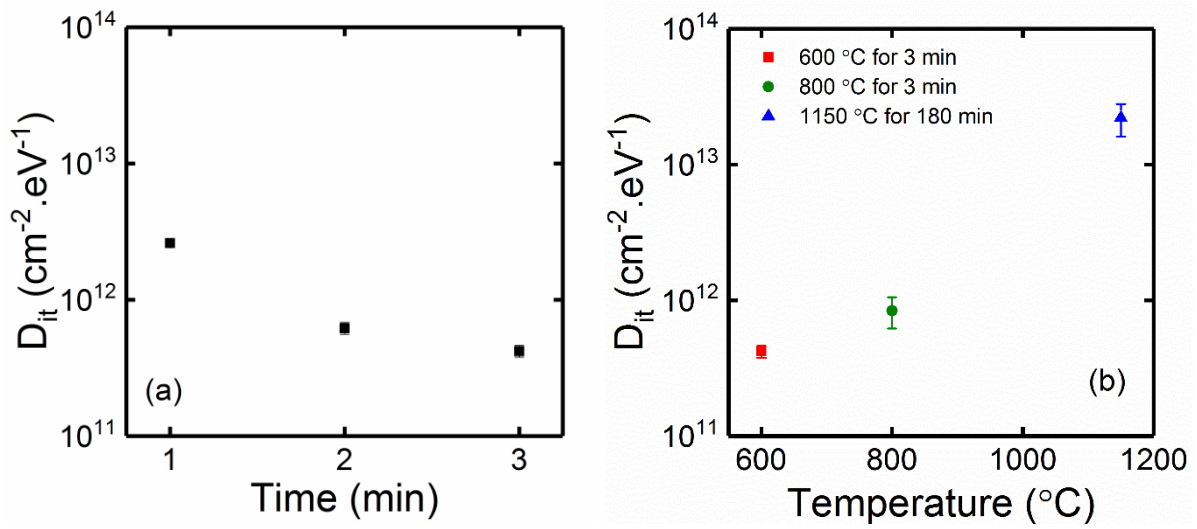 10^14
10^13
10^12
10^11
D_it (cm^-2.eV^-1)
(a)
1 2 3
Time (min)
10^14
10^13
10^12
10^11
D_it (cm^-2.eV^-1)
600 °C for 3 min
800 °C for 3 min
1150 °C for 180 min
(b)
600 800 1000 1200
Temperature (°C)